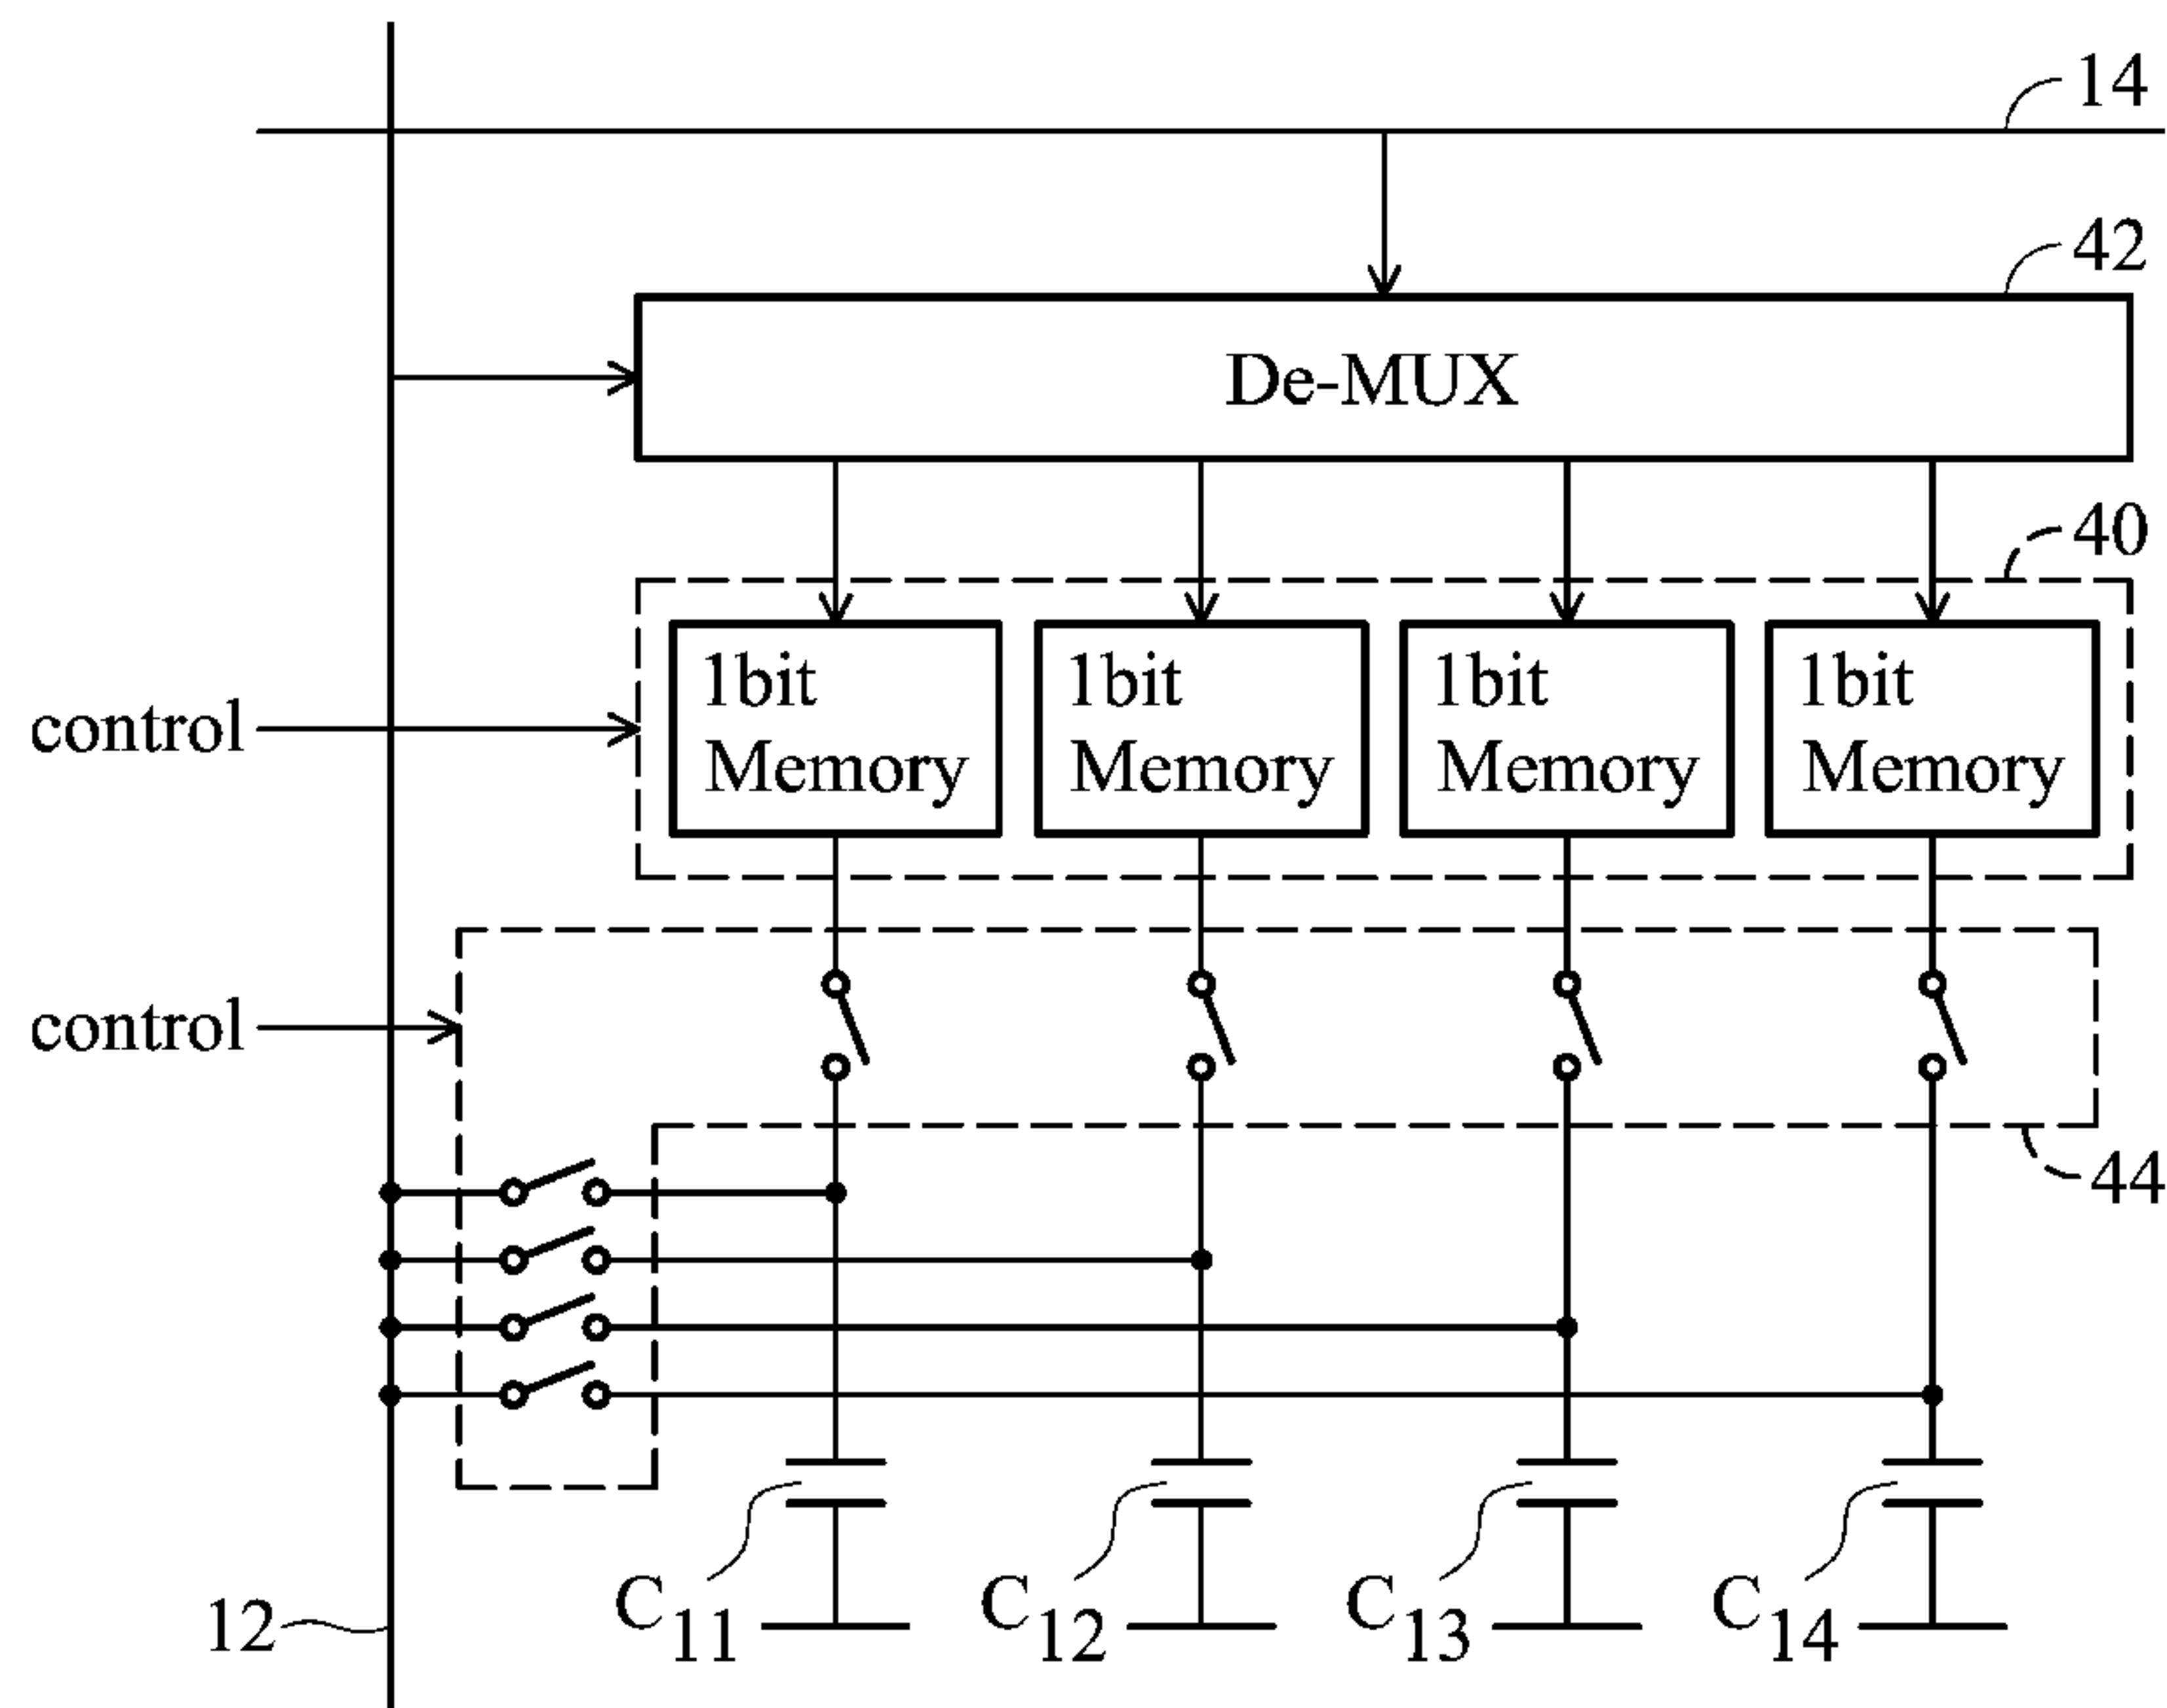 14
42
De-MUX
40
1bit Memory
1bit Memory
1bit Memory
1bit Memory
control
control
44
12
C11
C12
C13
C14